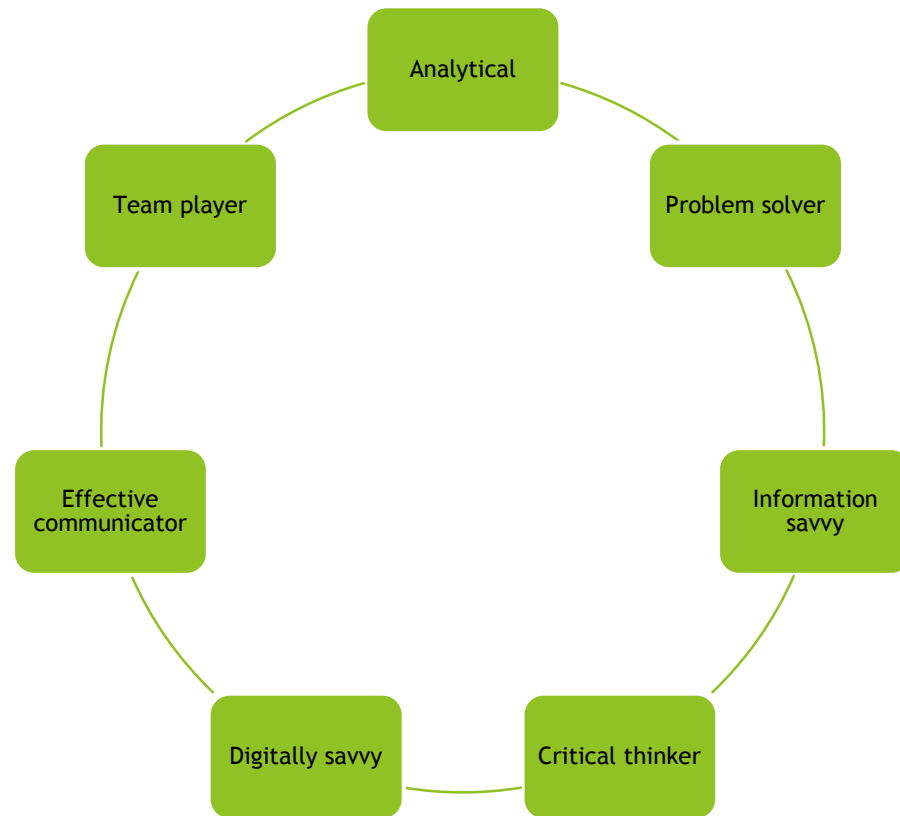 Analytical
Problem solver
Information
savvy
Critical thinker
Digitally savvy
Effective
communicator
Team player